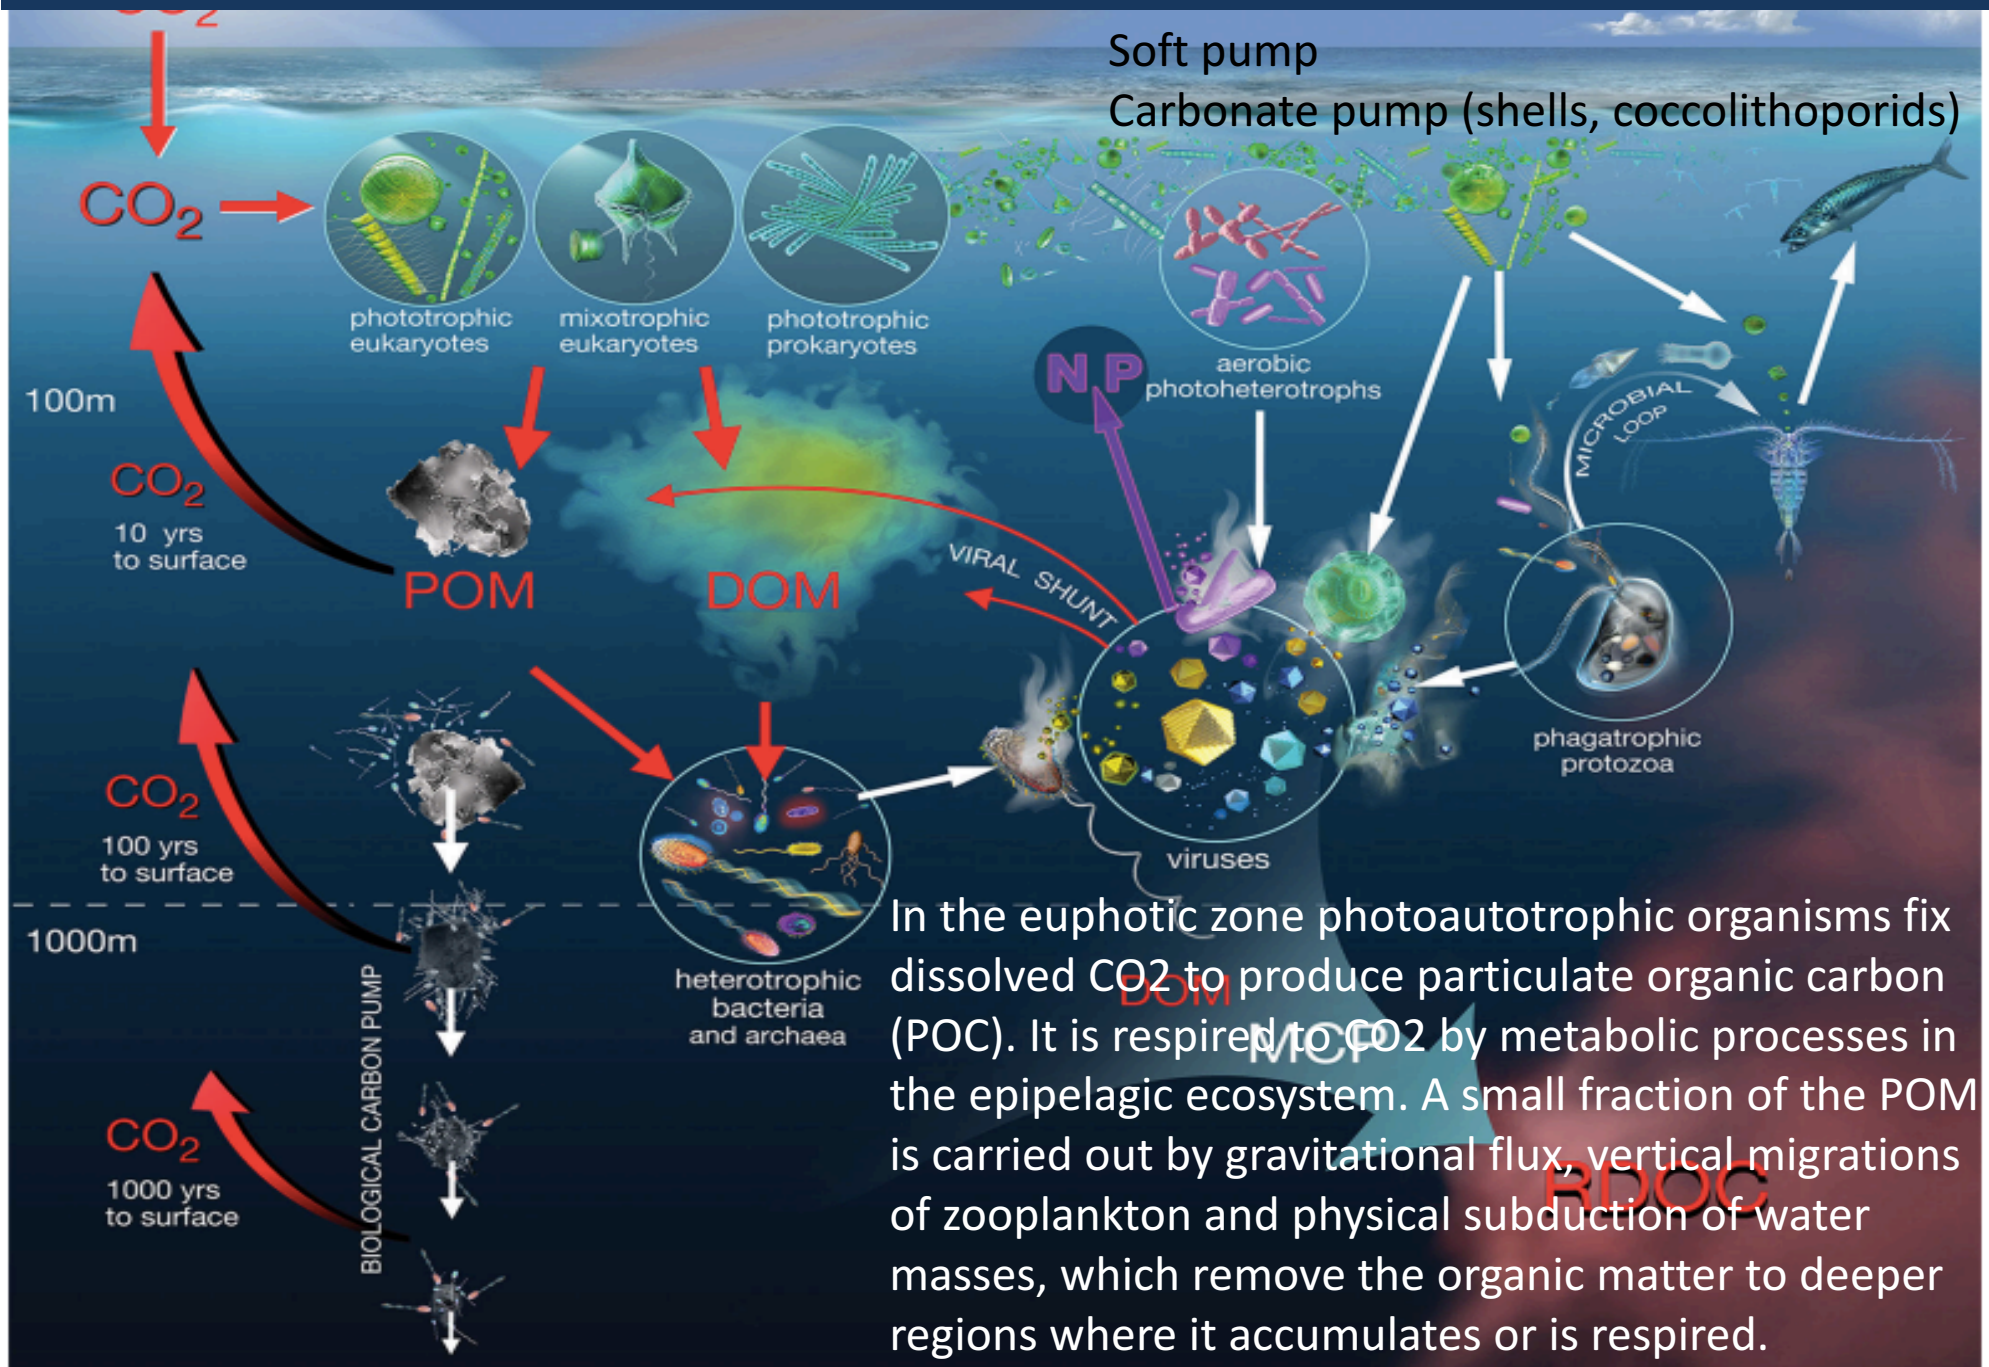 CO2
Soft pump
Carbonate pump (shells, coccolithoporids)
CO2
phototrophic
eukaryotes
mixotrophic
eukaryotes
phototrophic
prokaryotes
aerobic
photoheterotrophs
N P
100m
MICROBIAL
LOOP
CO2
10 yrs
to surface
POM
DOM
VIRAL SHUNT
phagatrophic
protozoa
CO2
100 yrs
to surface
viruses
1000m
heterotrophic
bacteria
and archaea
BIOLOGICAL CARBON PUMP
DOM
MCP
RDOC
CO2
1000 yrs
to surface
In the euphotic zone photoautotrophic organisms fix
dissolved CO2 to produce particulate organic carbon
(POC). It is respired to CO2 by metabolic processes in
the epipelagic ecosystem. A small fraction of the POM
is carried out by gravitational flux, vertical migrations
of zooplankton and physical subduction of water
masses, which remove the organic matter to deeper
regions where it accumulates or is respired.